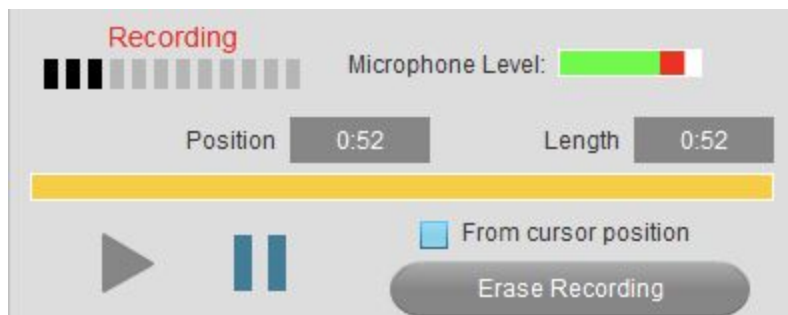 Recording
Microphone Level:
Position 0:52 Length 0:52
From cursor position
Erase Recording